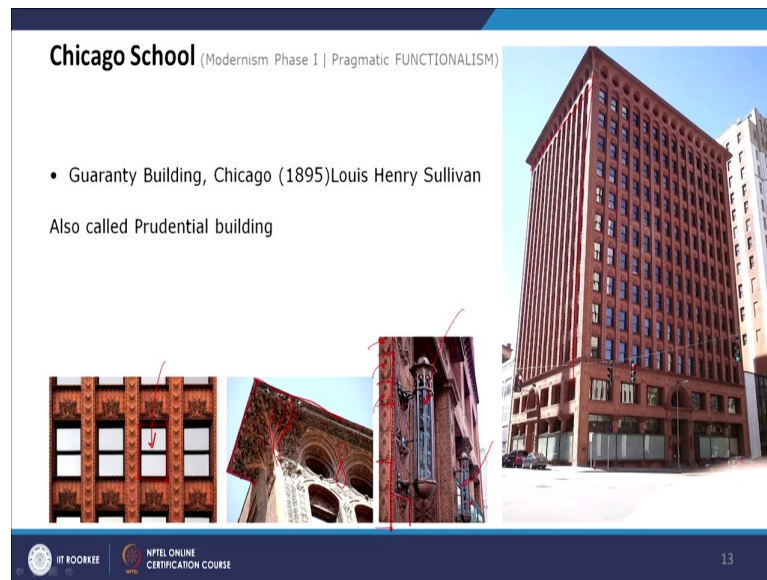 Chicago School (Modernism Phase I | Pragmatic FUNCTIONALISM)
• Guaranty Building, Chicago (1895)Louis Henry Sullivan
Also called Prudential building
IIT ROORKEE
NPTEL ONLINE
CERTIFICATION COURSE
13